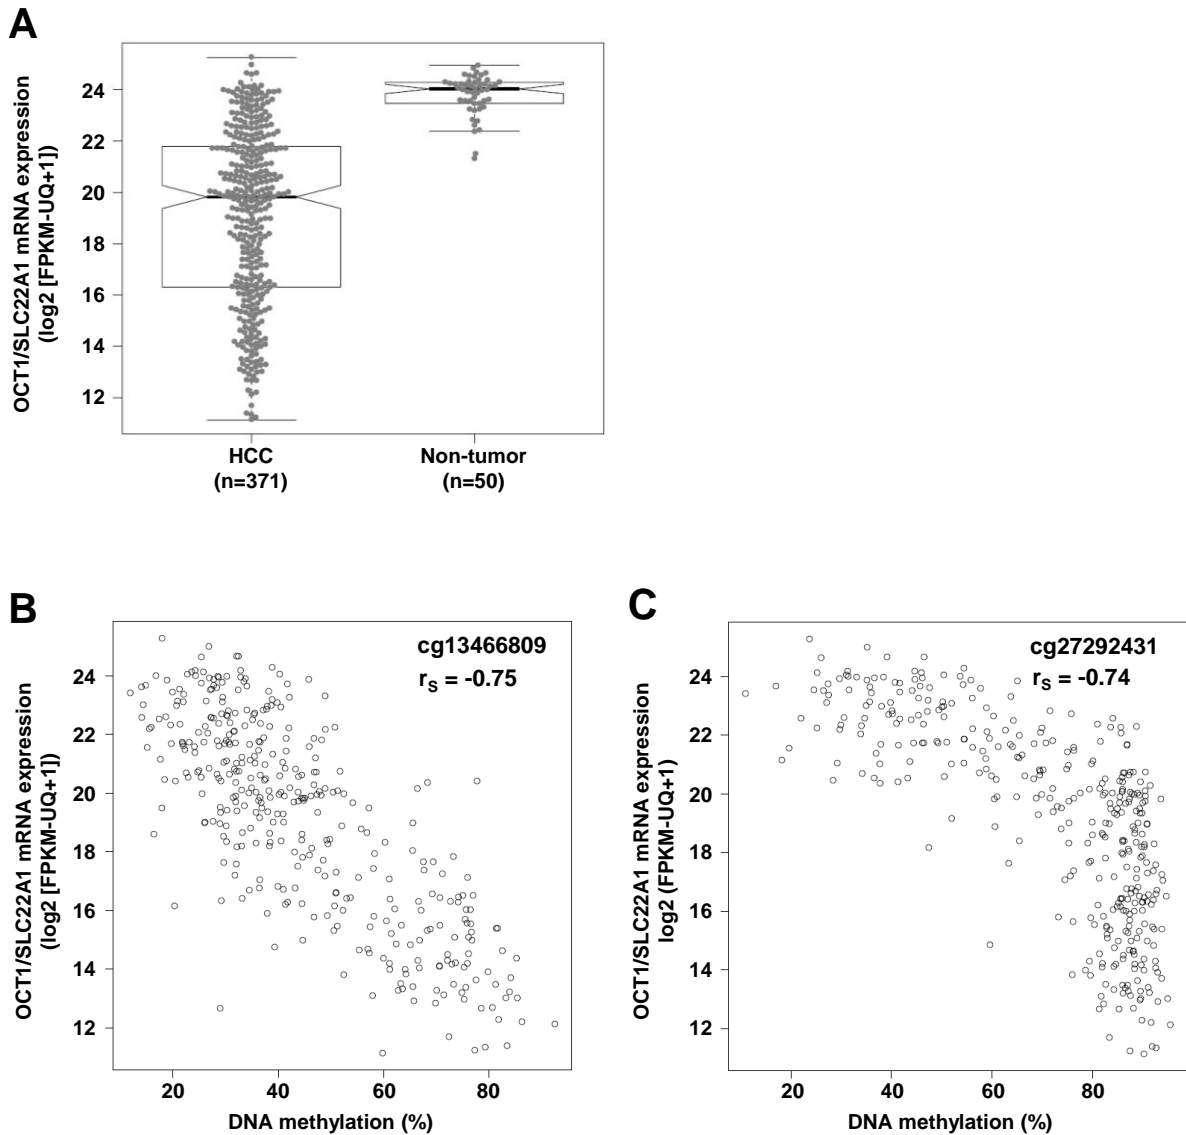 A
OCT1/SLC22A1 mRNA expression
(log2 [FPKM-UQ+1])
24
22
20
18
16
14
12
HCC
(n=371)
Non-tumor
(n=50)
B
OCT1/SLC22A1 mRNA expression
(log2 [FPKM-UQ+1])
24
22
20
18
16
14
12
cg13466809
rS = -0.75
20
40
60
80
DNA methylation (%)
C
OCT1/SLC22A1 mRNA expression
log2 (FPKM-UQ+1)
24
22
20
18
16
14
12
cg27292431
rS = -0.74
20
40
60
80
DNA methylation (%)